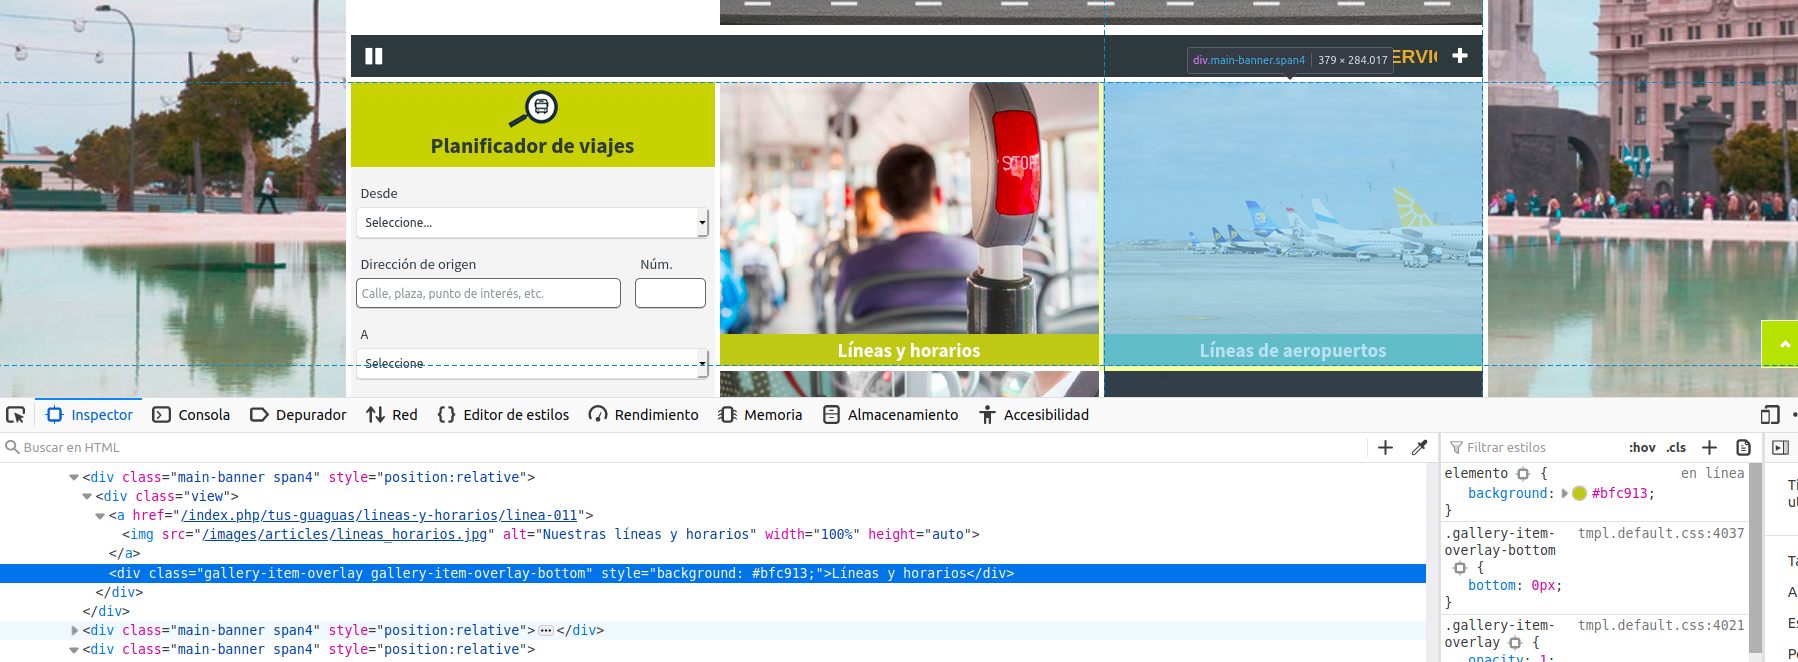 ERVI
div.main-banner.span4 | 379 × 284.017
Planificador de viajes
STOP
Desde
Seleccione...
Dirección de origen Núm.
Calle, plaza, punto de interés, etc.
A
Seleccione
Líneas y horarios
Líneas de aeropuertos
Inspector Consola Depurador Red {} Editor de estilos Rendimiento Memoria Almacenamiento Accesibilidad
Buscar en HTML
<div class="main-banner span4" style="position:relative">
<div class="view">
<a href="/index.php/tus-guaguas/lineas-y-horarios/linea-011">
<img src="/images/articles/lineas_horarios.jpg" alt="Nuestras líneas y horarios" width="100%" height="auto">
</a>
<div class="gallery-item-overlay gallery-item-overlay-bottom" style="background: #bfc913;">Líneas y horarios</div>
</div>
</div>
<div class="main-banner span4" style="position:relative">•••</div>
<div class="main-banner span4" style="position:relative">
Filtrar estilos :hov .cls
elemento { en línea
background: #bfc913;
}
.gallery-item- tmpl.default.css:4037
overlay-bottom
{
bottom: 0px;
}
.gallery-item- tmpl.default.css:4021
overlay {
opacity: 1;